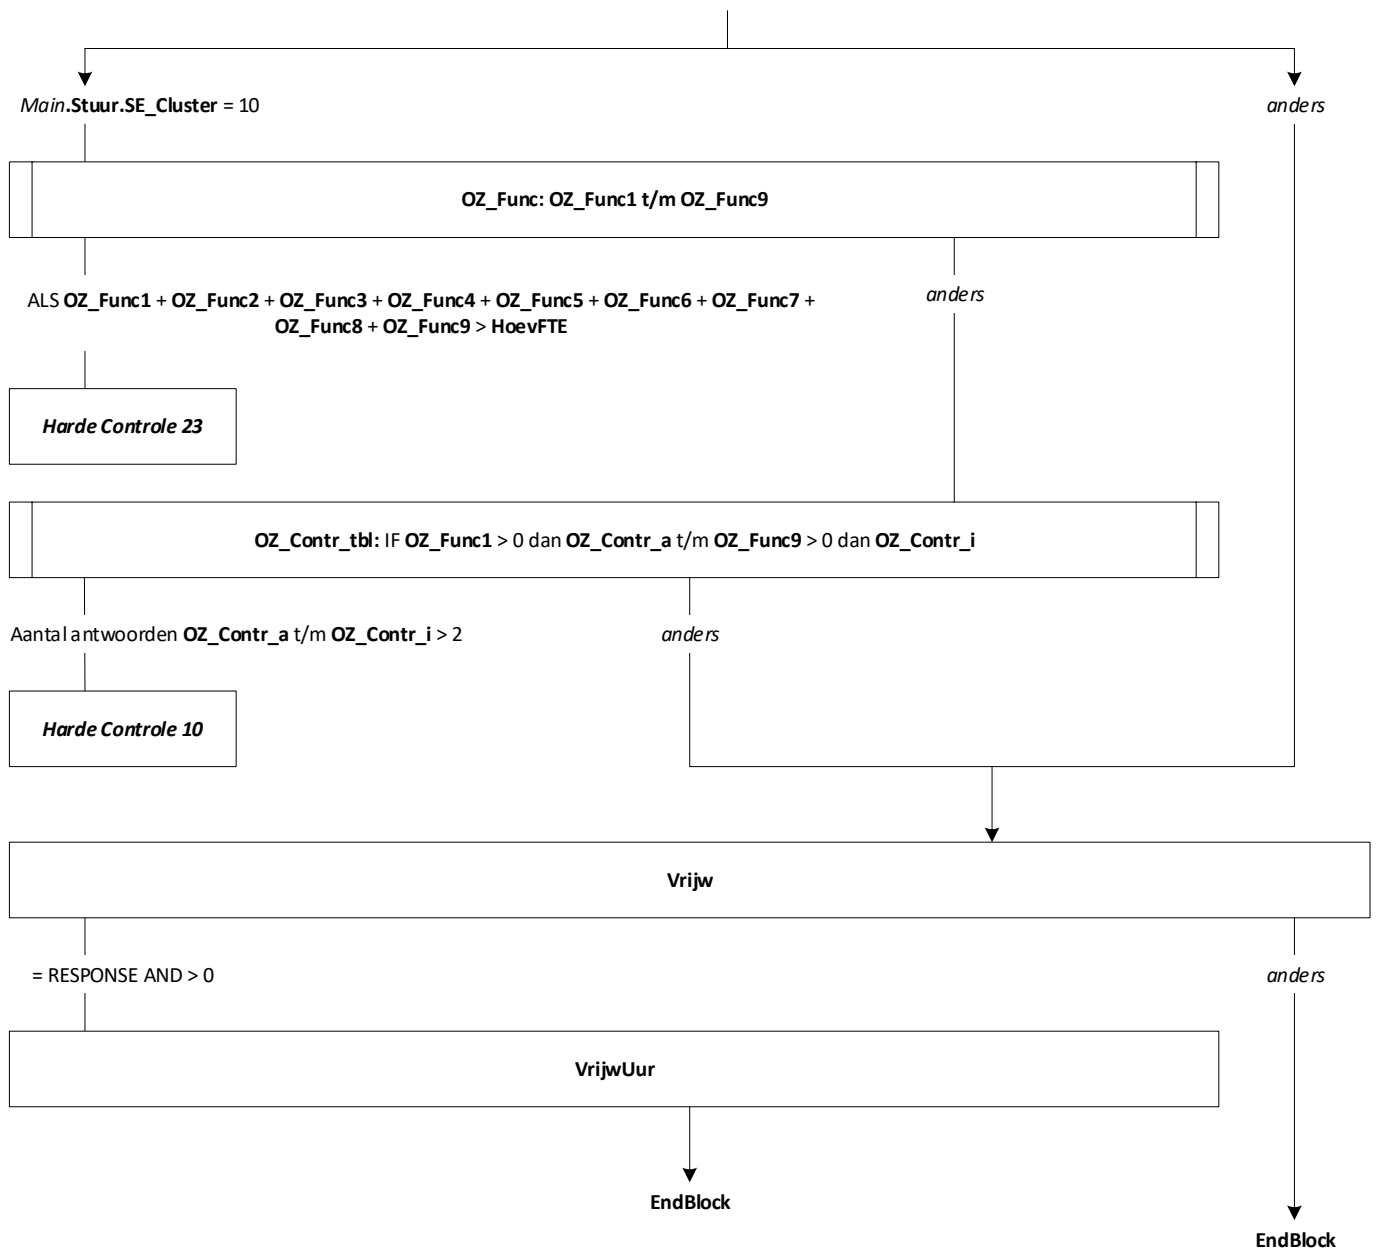 Main.Stuur.SE_Cluster = 10
anders
OZ_Func: OZ_Func1 t/m OZ_Func9
ALS OZ_Func1 + OZ_Func2 + OZ_Func3 + OZ_Func4 + OZ_Func5 + OZ_Func6 + OZ_Func7 +
OZ_Func8 + OZ_Func9 > HoevFTE
anders
Harde Controle 23
OZ_Contr_tbl: IF OZ_Func1 > 0 dan OZ_Contr_a t/m OZ_Func9 > 0 dan OZ_Contr_i
Aantal antwoorden OZ_Contr_a t/m OZ_Contr_i > 2
anders
Harde Controle 10
Vrijw
= RESPONSE AND > 0
anders
VrijwUur
EndBlock
EndBlock